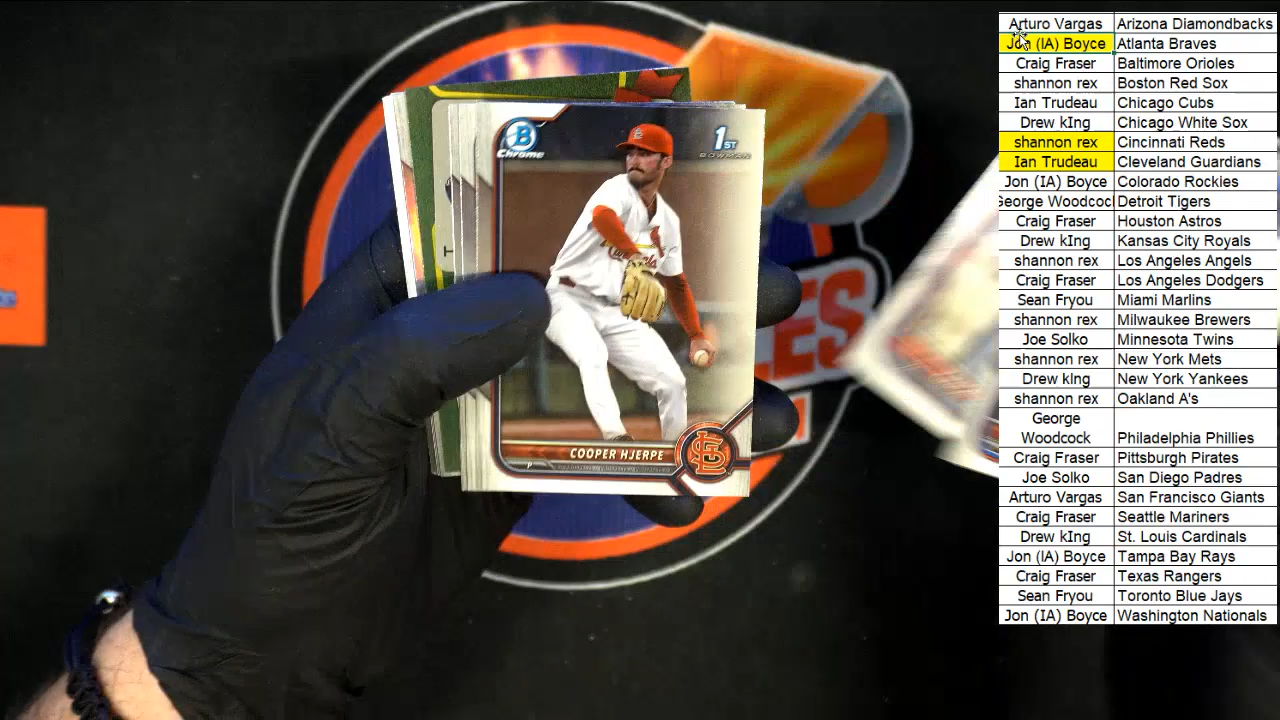 B
Chrome
1ST
BOWMAN
Cardinals
COOPER HJERPE
P
LES
Arturo Vargas Arizona Diamondbacks
Jon (IA) Boyce Atlanta Braves
Craig Fraser Baltimore Orioles
shannon rex Boston Red Sox
Ian Trudeau Chicago Cubs
Drew kIng Chicago White Sox
shannon rex Cincinnati Reds
Ian Trudeau Cleveland Guardians
Jon (IA) Boyce Colorado Rockies
George Woodcoc Detroit Tigers
Craig Fraser Houston Astros
Drew kIng Kansas City Royals
shannon rex Los Angeles Angels
Craig Fraser Los Angeles Dodgers
Sean Fryou Miami Marlins
shannon rex Milwaukee Brewers
Joe Solko Minnesota Twins
shannon rex New York Mets
Drew kIng New York Yankees
shannon rex Oakland A's
George
Woodcock Philadelphia Phillies
Craig Fraser Pittsburgh Pirates
Joe Solko San Diego Padres
Arturo Vargas San Francisco Giants
Craig Fraser Seattle Mariners
Drew kIng St. Louis Cardinals
Jon (IA) Boyce Tampa Bay Rays
Craig Fraser Texas Rangers
Sean Fryou Toronto Blue Jays
Jon (IA) Boyce Washington Nationals